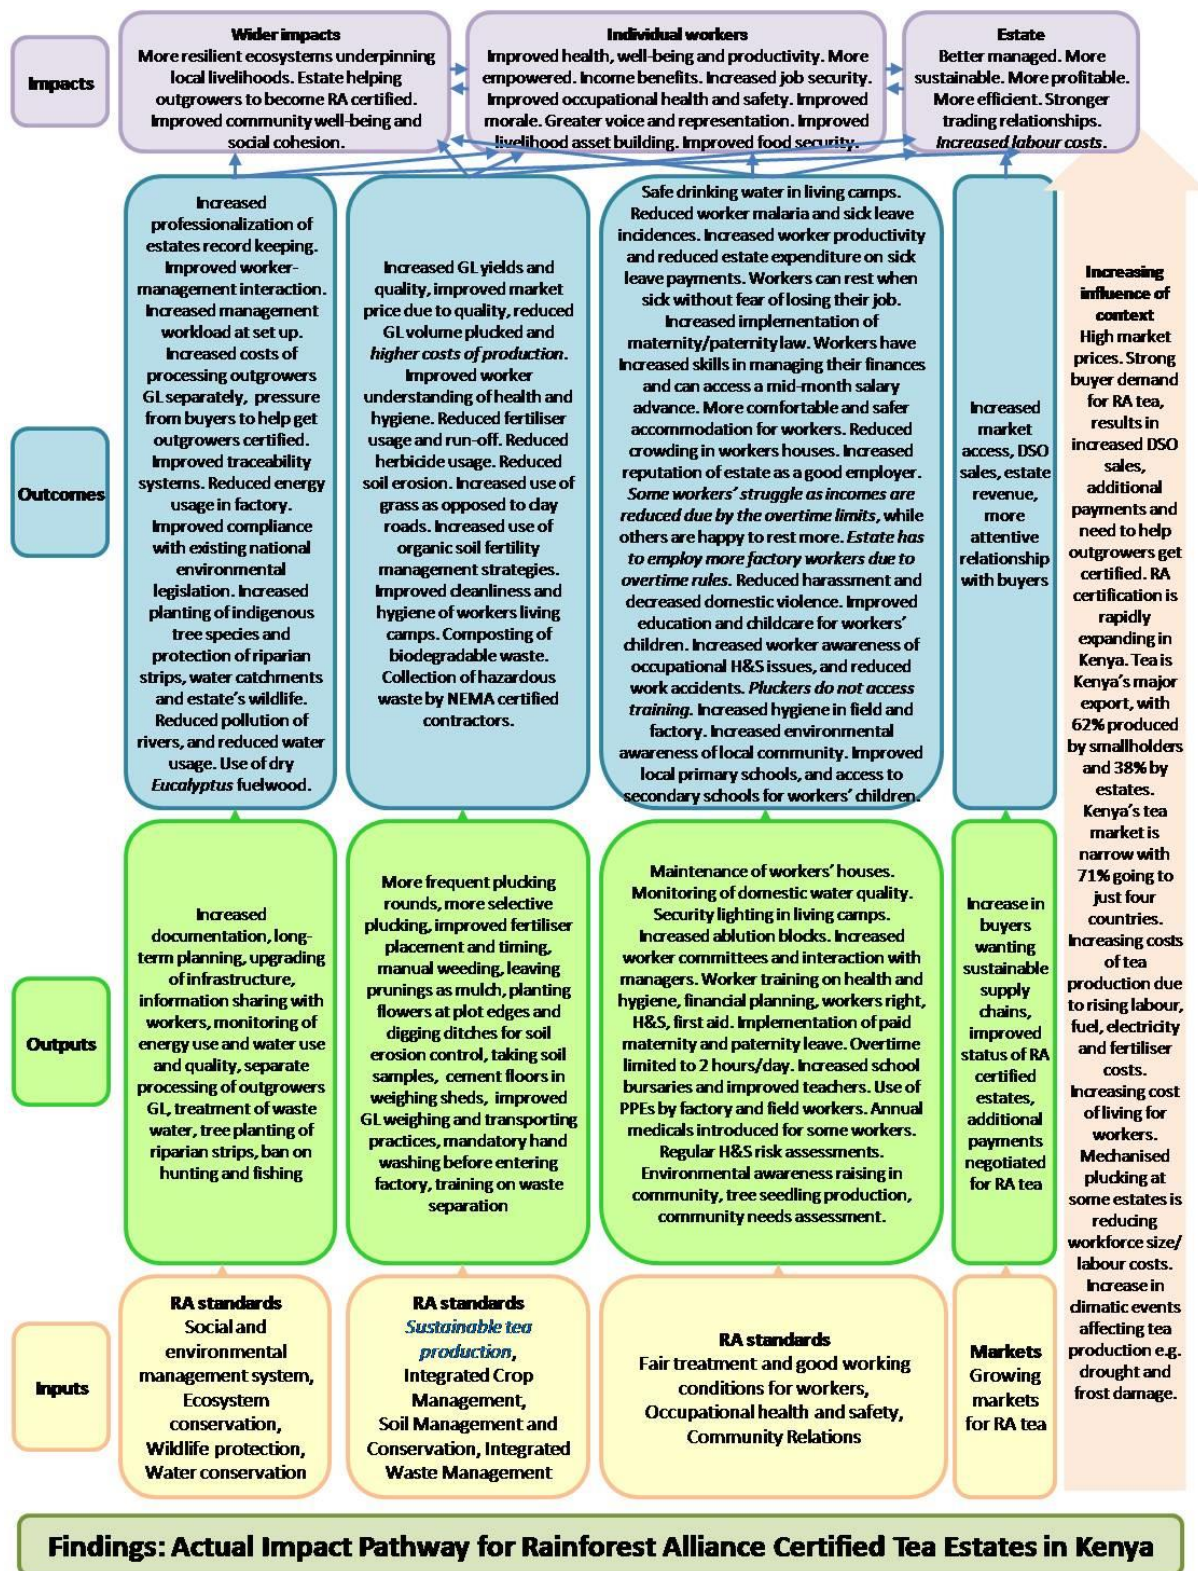 Impacts
Wider impacts
More resilient ecosystems underpinning
local livelihoods. Estate helping
outgrowers to become RA certified.
Improved community well-being and
social cohesion.
Individual workers
Improved health, well-being and productivity. More
empowered. Income benefits. Increased job security.
Improved occupational health and safety. Improved
morale. Greater voice and representation. Improved
livelihood asset building. Improved food security.
Estate
Better managed. More
sustainable. More profitable.
More efficient. Stronger
trading relationships.
Increased labour costs.
Outcomes
Increased
professionalization of
estates record keeping.
Improved worker-
management interaction.
Increased management
workload at set up.
Increased costs of
processing outgrowers
GL separately, pressure
from buyers to help get
outgrowers certified.
Improved traceability
systems. Reduced energy
usage in factory.
Improved compliance
with existing national
environmental
legislation. Increased
planting of indigenous
tree species and
protection of riparian
strips, water catchments
and estate's wildlife.
Reduced pollution of
rivers, and reduced water
usage. Use of dry
Eucalyptus fuelwood.
Increased GL yields and
quality, improved market
price due to quality, reduced
GL volume plucked and
higher costs of production.
Improved worker
understanding of health and
hygiene. Reduced fertiliser
usage and run-off. Reduced
herbicide usage. Reduced
soil erosion. Increased use of
grass as opposed to clay
roads. Increased use of
organic soil fertility
management strategies.
Improved cleanliness and
hygiene of workers living
camps. Composting of
biodegradable waste.
Collection of hazardous
waste by NEMA certified
contractors.
Safe drinking water in living camps.
Reduced worker malaria and sick leave
incidences. Increased worker productivity
and reduced estate expenditure on sick
leave payments. Workers can rest when
sick without fear of losing their job.
Increased implementation of
maternity/paternity law. Workers have
Increased skills in managing their finances
and can access a mid-month salary
advance. More comfortable and safer
accommodation for workers. Reduced
crowding in workers houses. Increased
reputation of estate as a good employer.
Some workers' struggle as incomes are
reduced due by the overtime limits, while
others are happy to rest more. Estate has
to employ more factory workers due to
overtime rules. Reduced harassment and
decreased domestic violence. Improved
education and childcare for workers'
children. Increased worker awareness of
occupational H&S issues, and reduced
work accidents. Pluckers do not access
training. Increased hygiene in field and
factory. Increased environmental
awareness of local community. Improved
local primary schools, and access to
secondary schools for workers' children.
Increased
market
access, DSO
sales, estate
revenue,
more
attentive
relationship
with buyers
Outputs
Increased
documentation, long-
term planning, upgrading
of infrastructure,
information sharing with
workers, monitoring of
energy use and water use
and quality, separate
processing of outgrowers
GL, treatment of waste
water, tree planting of
riparian strips, ban on
hunting and fishing
More frequent plucking
rounds, more selective
plucking, improved fertiliser
placement and timing,
manual weeding, leaving
prunings as mulch, planting
flowers at plot edges and
digging ditches for soil
erosion control, taking soil
samples, cement floors in
weighing sheds, improved
GL weighing and transporting
practices, mandatory hand
washing before entering
factory, training on waste
separation
Maintenance of workers' houses.
Monitoring of domestic water quality.
Security lighting in living camps.
Increased ablution blocks. Increased
worker committees and interaction with
managers. Worker training on health and
hygiene, financial planning, workers right,
H&S, first aid. Implementation of paid
maternity and paternity leave. Overtime
limited to 2 hours/day. Increased school
bursaries and improved teachers. Use of
PPEs by factory and field workers. Annual
medicals introduced for some workers.
Regular H&S risk assessments.
Environmental awareness raising in
community, tree seedling production,
community needs assessment.
Increase in
buyers
wanting
sustainable
supply
chains,
improved
status of RA
certified
estates,
additional
payments
negotiated
for RA tea
Inputs
RA standards
Social and
environmental
management system,
Ecosystem
conservation,
Wildlife protection,
Water conservation
RA standards
Sustainable tea
production,
Integrated Crop
Management,
Soil Management and
Conservation, Integrated
Waste Management
RA standards
Fair treatment and good working
conditions for workers,
Occupational health and safety,
Community Relations
Markets
Growing
markets
for RA tea
Increasing
influence of
context
High market
prices. Strong
buyer demand
for RA tea,
results in
increased DSO
sales,
additional
payments and
need to help
outgrowers get
certified. RA
certification is
rapidly
expanding in
Kenya. Tea is
Kenya's major
export, with
62% produced
by smallholders
and 38% by
estates.
Kenya's tea
market is
narrow with
71% going to
just four
countries.
Increasing costs
of tea
production due
to rising labour,
fuel, electricity
and fertiliser
costs.
Increasing cost
of living for
workers.
Mechanised
plucking at
some estates is
reducing
workforce size/
labour costs.
Increase in
climatic events
affecting tea
production e.g.
drought and
frost damage.
Findings: Actual Impact Pathway for Rainforest Alliance Certified Tea Estates in Kenya